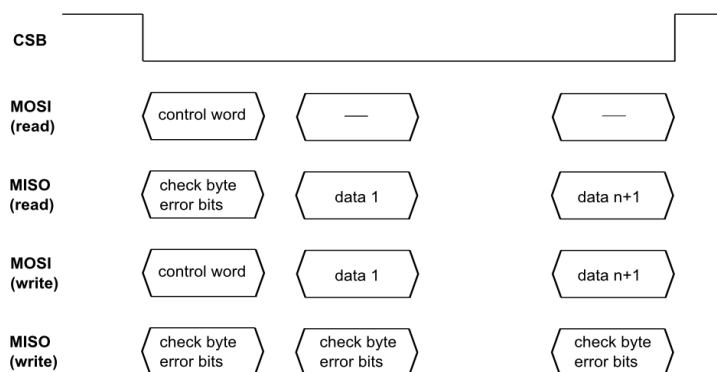 CSB
MOSI
(read)
control word
—
—
MISO
(read)
check byte
error bits
data 1
data n+1
MOSI
(write)
control word
data 1
data n+1
MISO
(write)
check byte
error bits
check byte
error bits
check byte
error bits